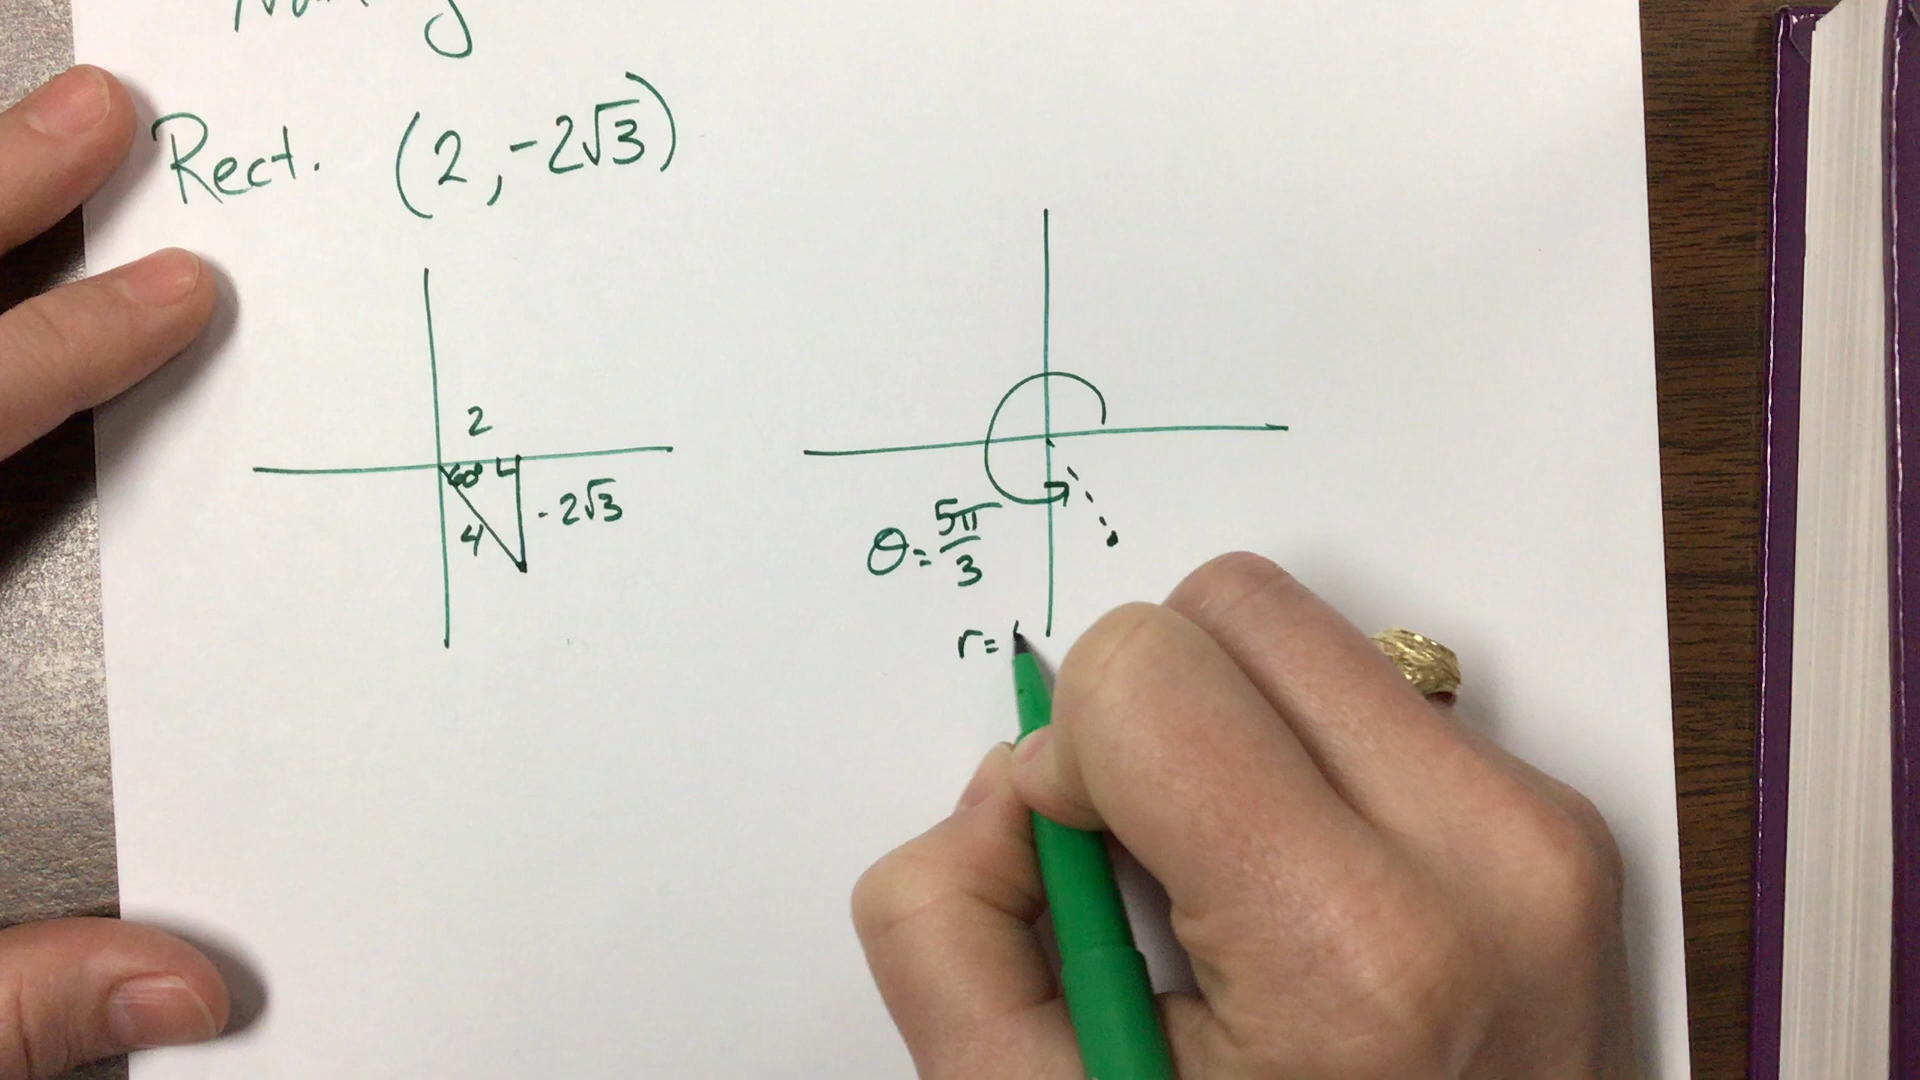 Rect. (2, -2√3)
2
60°
4
-2√3
θ = 5π/3
r =